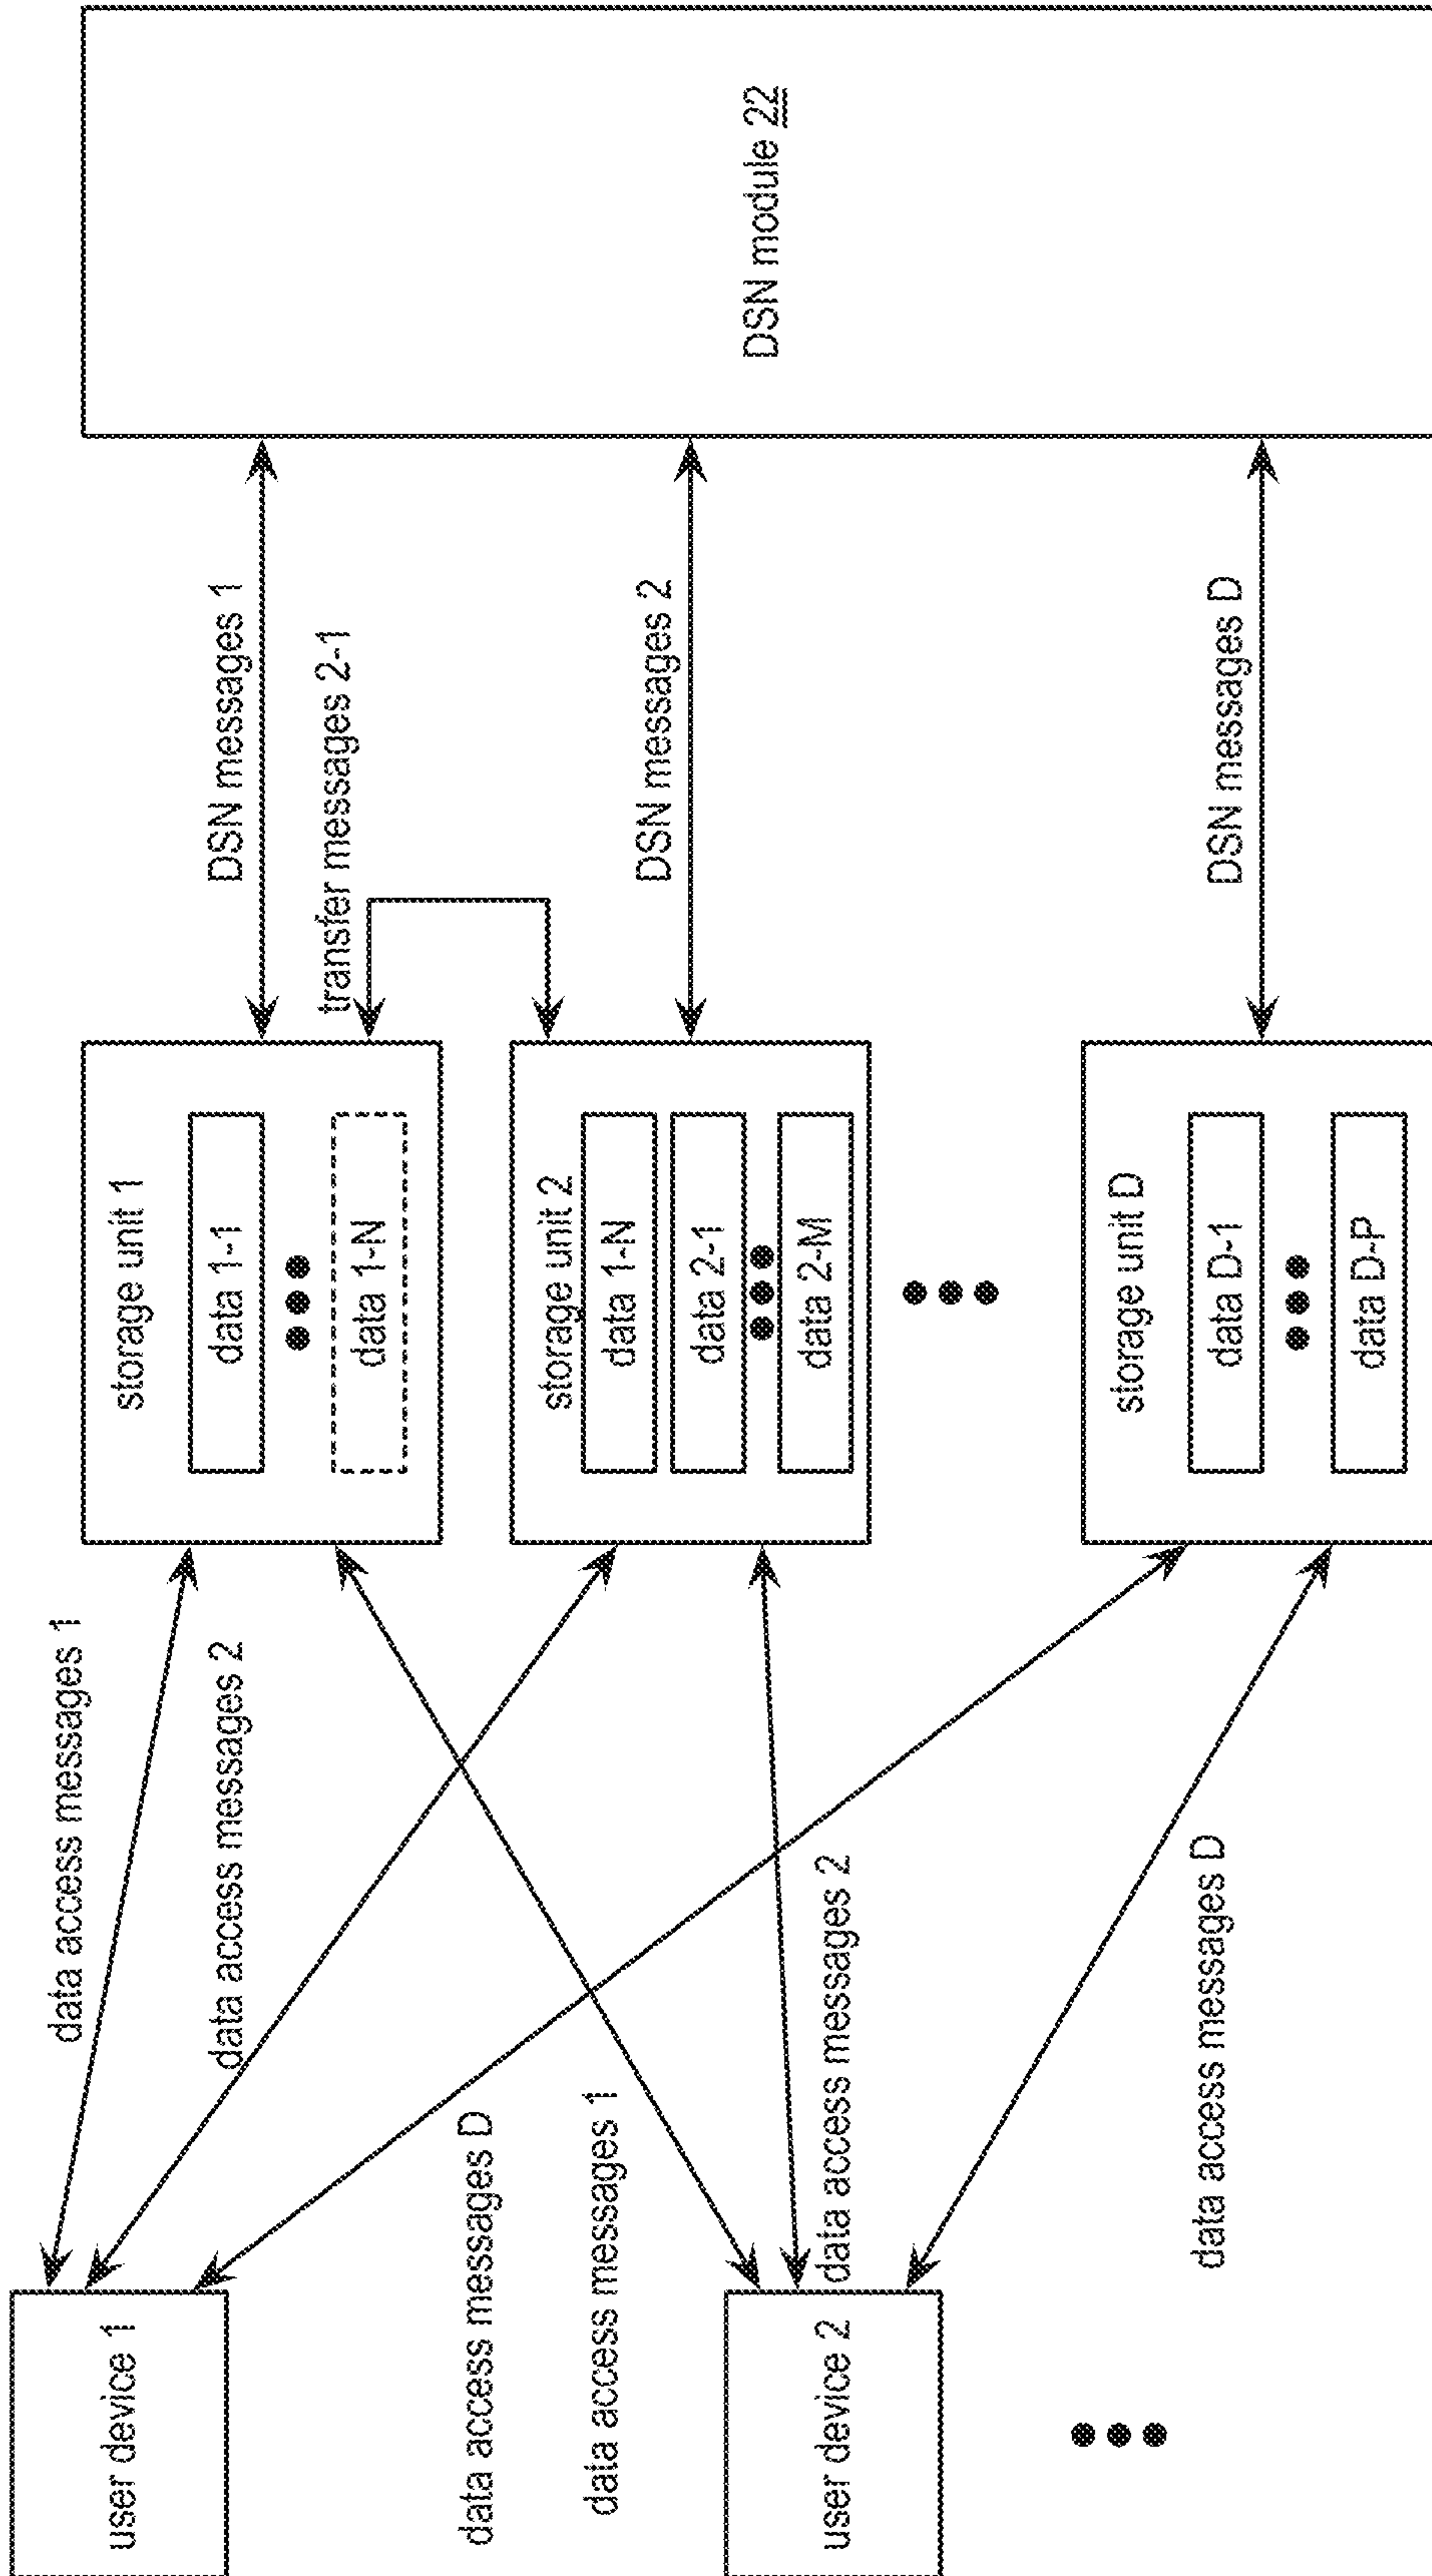 user device 1
data access messages 1
data access messages 2
data access messages D
data access messages 1
user device 2
data access messages 2
data access messages D
storage unit 1
data 1-1
data 1-N
storage unit 2
data 1-N
data 2-1
data 2-M
storage unit D
data D-1
data D-P
DSN messages 1
transfer messages 2-1
DSN messages 2
DSN messages D
DSN module 22